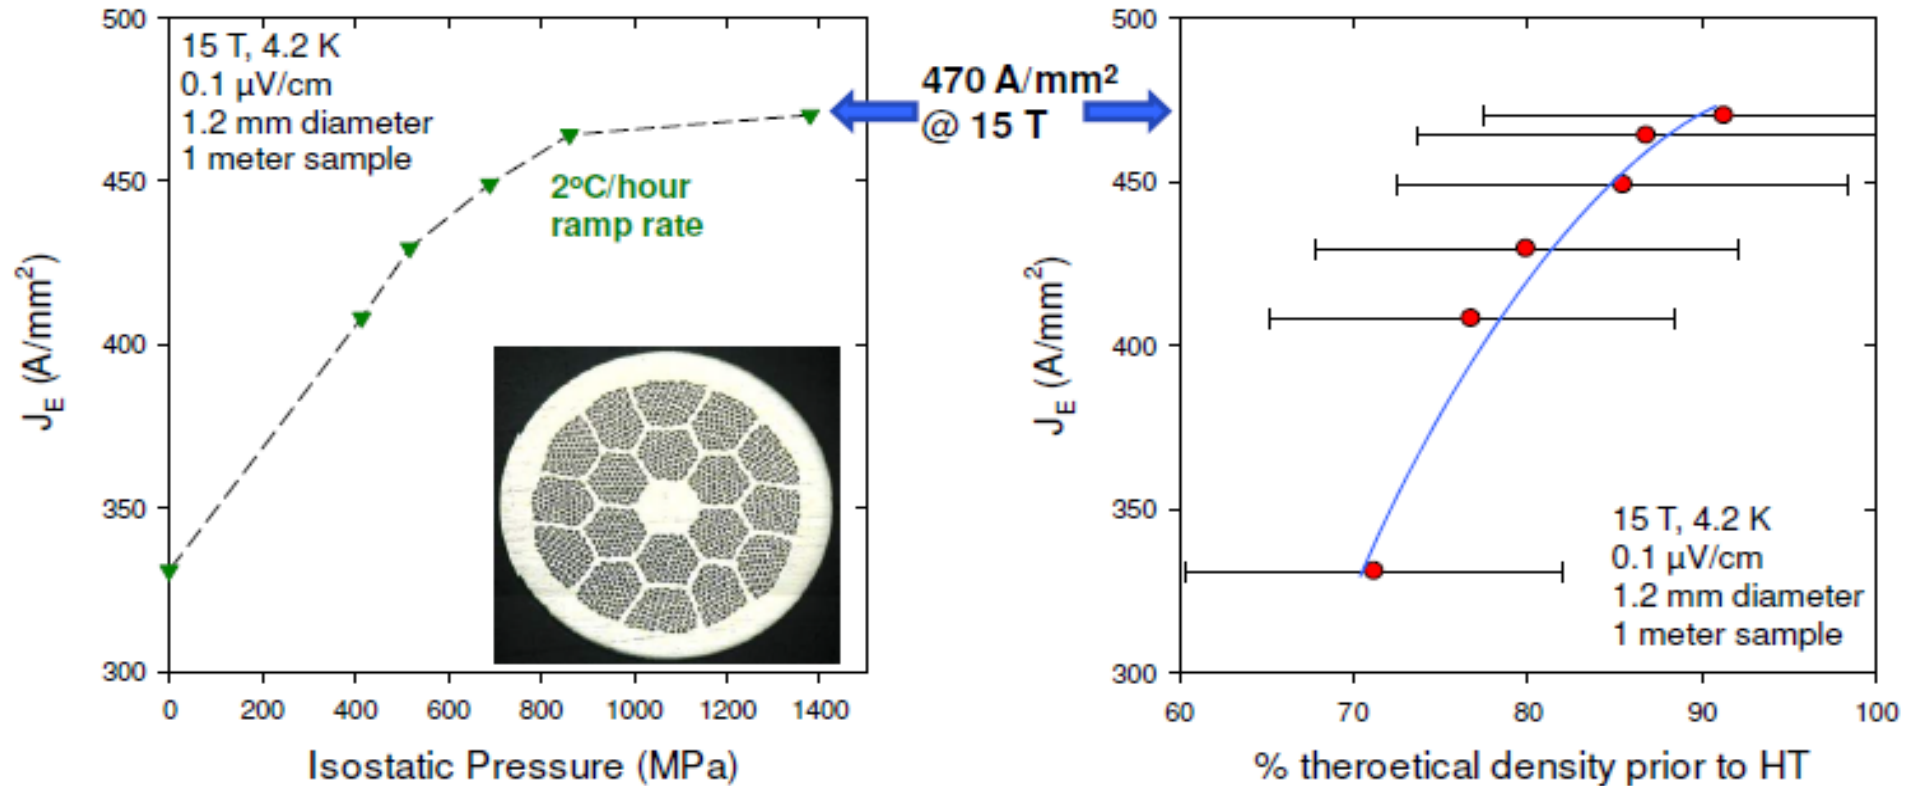 500
450
400
350
300
J_E (A/mm²)
15 T, 4.2 K
0.1 µV/cm
1.2 mm diameter
1 meter sample
2°C/hour
ramp rate
0 200 400 600 800 1000 1200 1400
Isostatic Pressure (MPa)
470 A/mm²
@ 15 T
500
450
400
350
300
J_E (A/mm²)
15 T, 4.2 K
0.1 µV/cm
1.2 mm diameter
1 meter sample
60 70 80 90 100
% theroetical density prior to HT